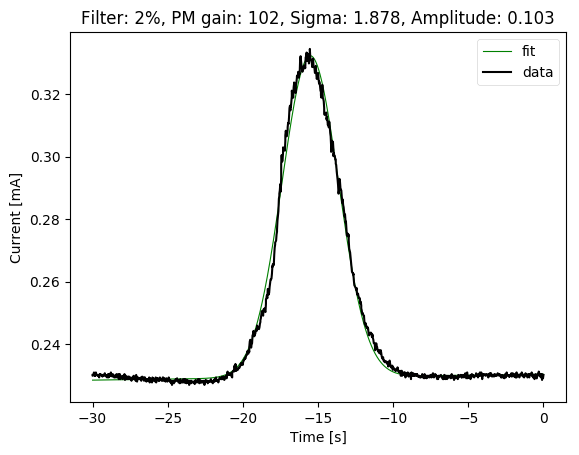 Filter: 2%, PM gain: 102, Sigma: 1.878, Amplitude: 0.103
fit
data
0.32
0.30
0.28
0.26
0.24
Current [mA]
−30
−25
−20
−15
−10
−5
0
Time [s]